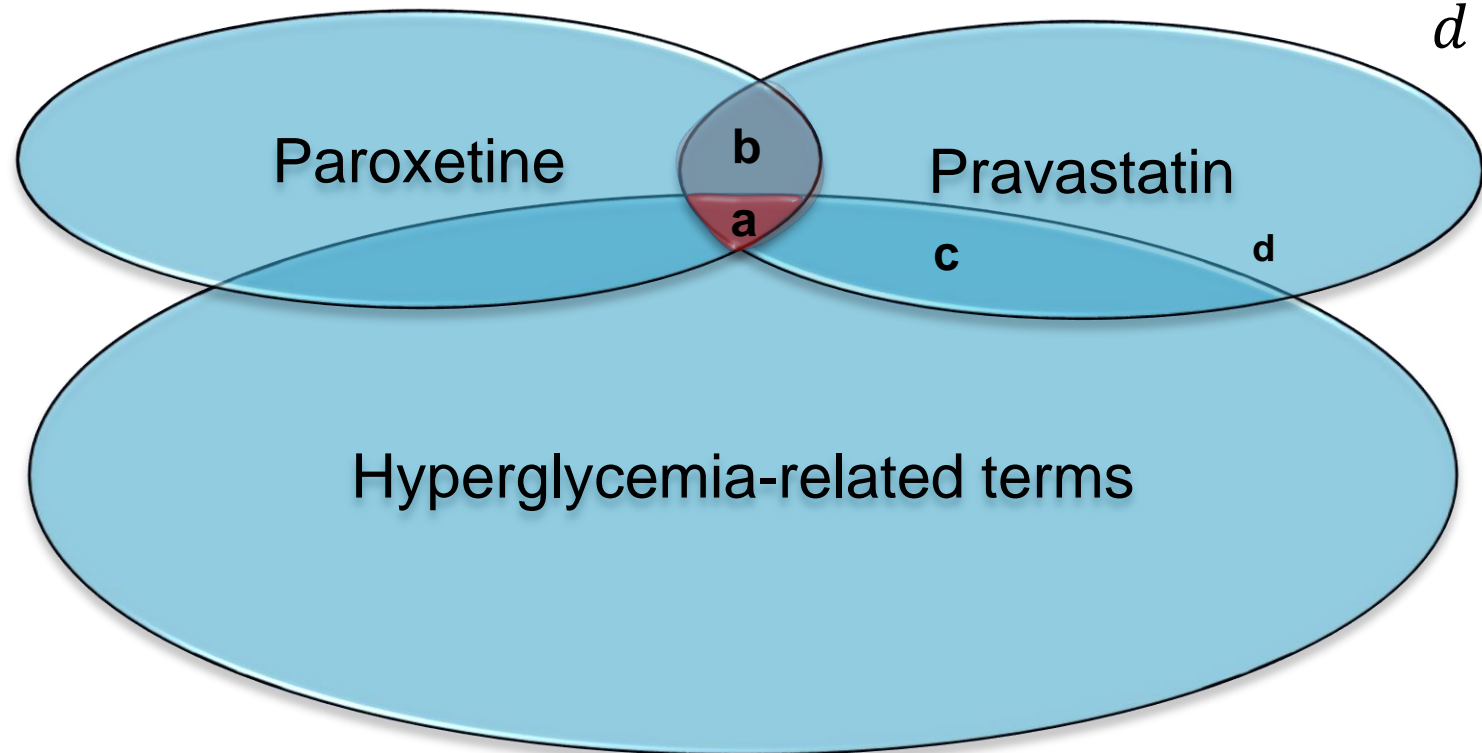 d
Paroxetine
b
Pravastatin
a
c
d
Hyperglycemia-related terms